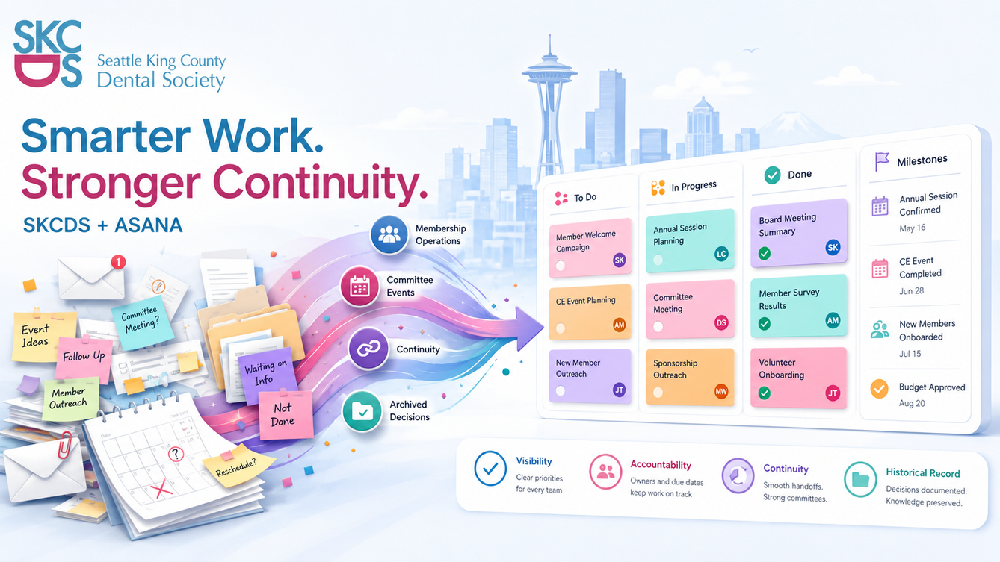 SKC
DS
Seattle King County
Dental Society
Smarter Work.
Stronger Continuity.
SKCDS + ASANA
1
Event
Ideas
Follow Up
Committee
Meeting?
Member
Outreach
Waiting on
Info
Not
Done
?
Reschedule?
Membership
Operations
Committee
Events
Continuity
Archived
Decisions
To Do
Member Welcome
Campaign
SK
CE Event Planning
AM
New Member
Outreach
JT
In Progress
Annual Session
Planning
LC
Committee
Meeting
DS
Sponsorship
Outreach
MW
Done
Board Meeting
Summary
SK
Member Survey
Results
AM
Volunteer
Onboarding
JT
Milestones
Annual Session
Confirmed
May 16
CE Event
Completed
Jun 28
New Members
Onboarded
Jul 15
Budget Approved
Aug 20
Visibility
Clear priorities
for every team
Accountability
Owners and due dates
keep work on track
Continuity
Smooth handoffs.
Strong committees.
Historical Record
Decisions documented.
Knowledge preserved.